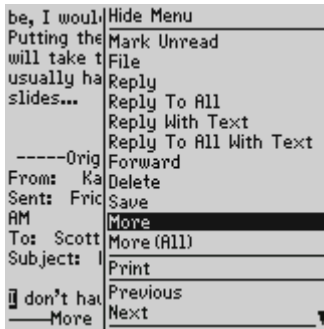 be, I woul
Putting the
will take t
usually ha
slides...
-----Orig
From: Ka
Sent: Fric
AM
To: Scott
Subject: I
I don't hav
——More
Hide Menu
Mark Unread
File
Reply
Reply To All
Reply With Text
Reply To All With Text
Forward
Delete
Save
More
More (All)
Print
Previous
Next